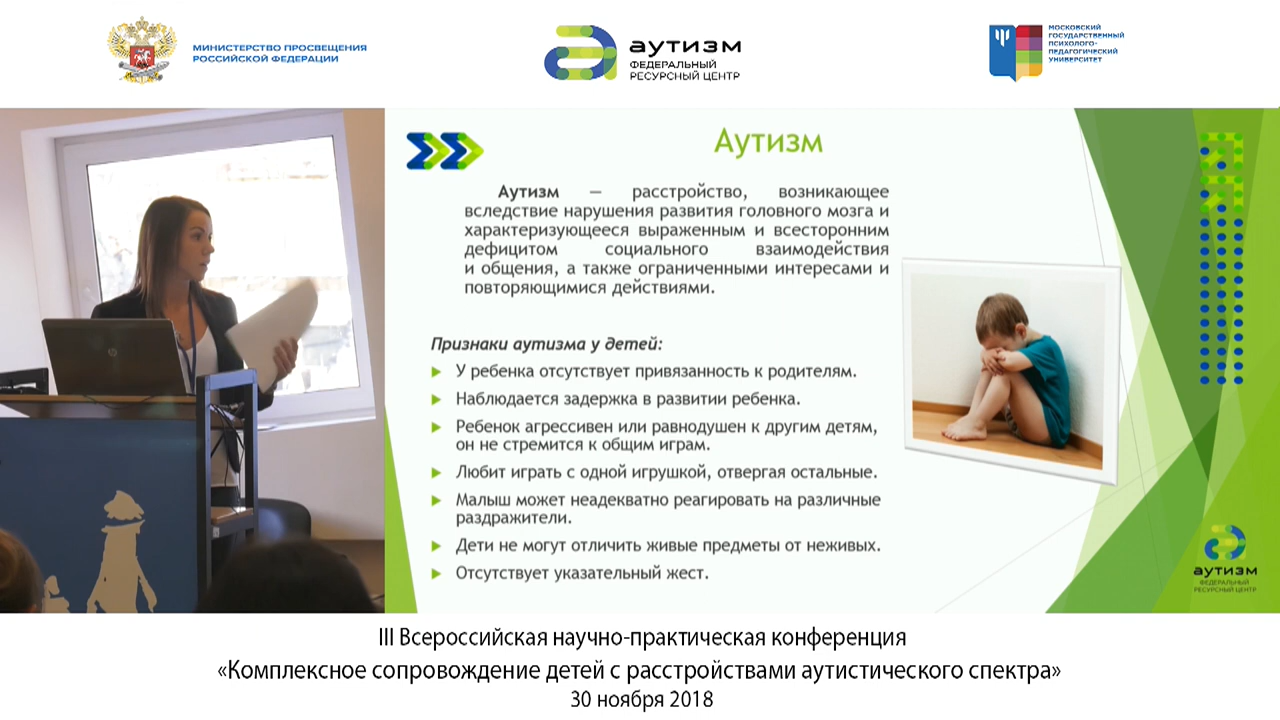 МИНИСТЕРСТВО ПРОСВЕЩЕНИЯ
РОССИЙСКОЙ ФЕДЕРАЦИИ
аутизм
ФЕДЕРАЛЬНЫЙ
РЕСУРСНЫЙ ЦЕНТР
МОСКОВСКИЙ
ГОСУДАРСТВЕННЫЙ
ПСИХОЛОГО-
ПЕДАГОГИЧЕСКИЙ
УНИВЕРСИТЕТ
Аутизм
Аутизм — расстройство, возникающее
вследствие нарушения развития головного мозга и
характеризующееся выраженным и всесторонним
дефицитом социального взаимодействия
и общения, а также ограниченными интересами и
повторяющимися действиями.
Признаки аутизма у детей:
У ребенка отсутствует привязанность к родителям.
Наблюдается задержка в развитии ребенка.
Ребенок агрессивен или равнодушен к другим детям,
он не стремится к общим играм.
Любит играть с одной игрушкой, отвергая остальные.
Малыш может неадекватно реагировать на различные
раздражители.
Дети не могут отличить живые предметы от неживых.
Отсутствует указательный жест.
аутизм
ФЕДЕРАЛЬНЫЙ
РЕСУРСНЫЙ ЦЕНТР
hp
III Всероссийская научно-практическая конференция
«Комплексное сопровождение детей с расстройствами аутистического спектра»
30 ноября 2018